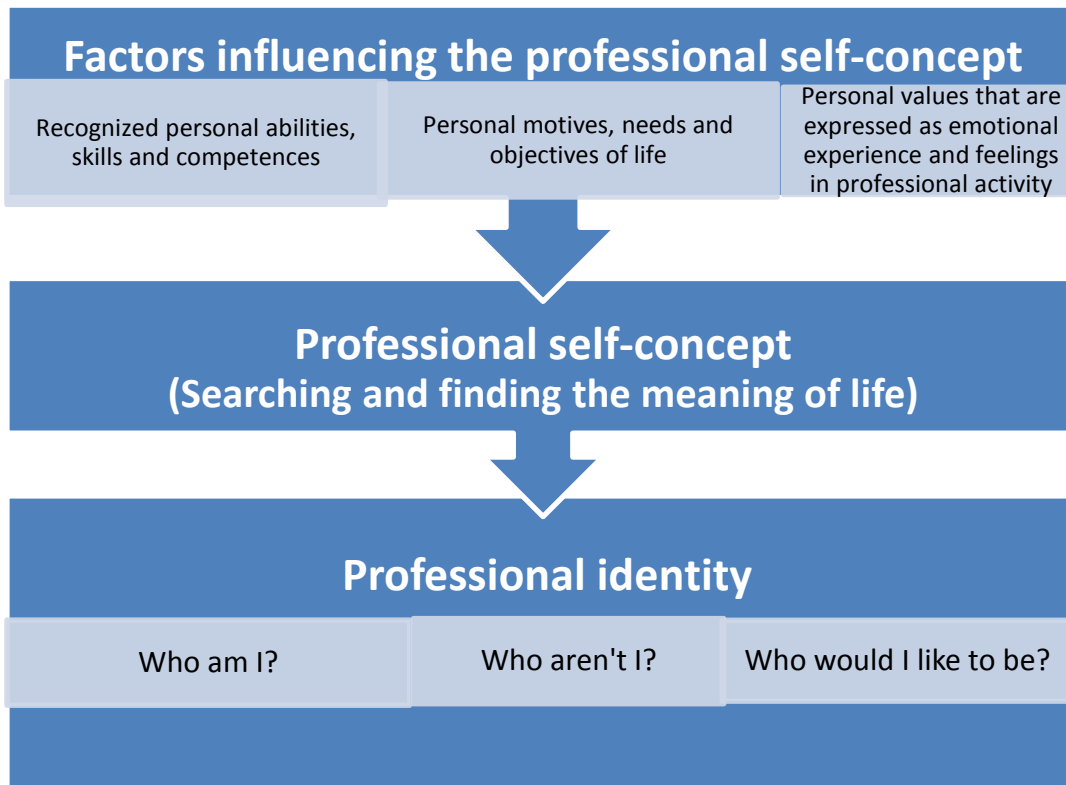 Factors influencing the professional self-concept
Recognized personal abilities,
skills and competences
Personal motives, needs and
objectives of life
Personal values that are
expressed as emotional
experience and feelings
in professional activity
Professional self-concept
(Searching and finding the meaning of life)
Professional identity
Who am I?
Who aren't I?
Who would I like to be?